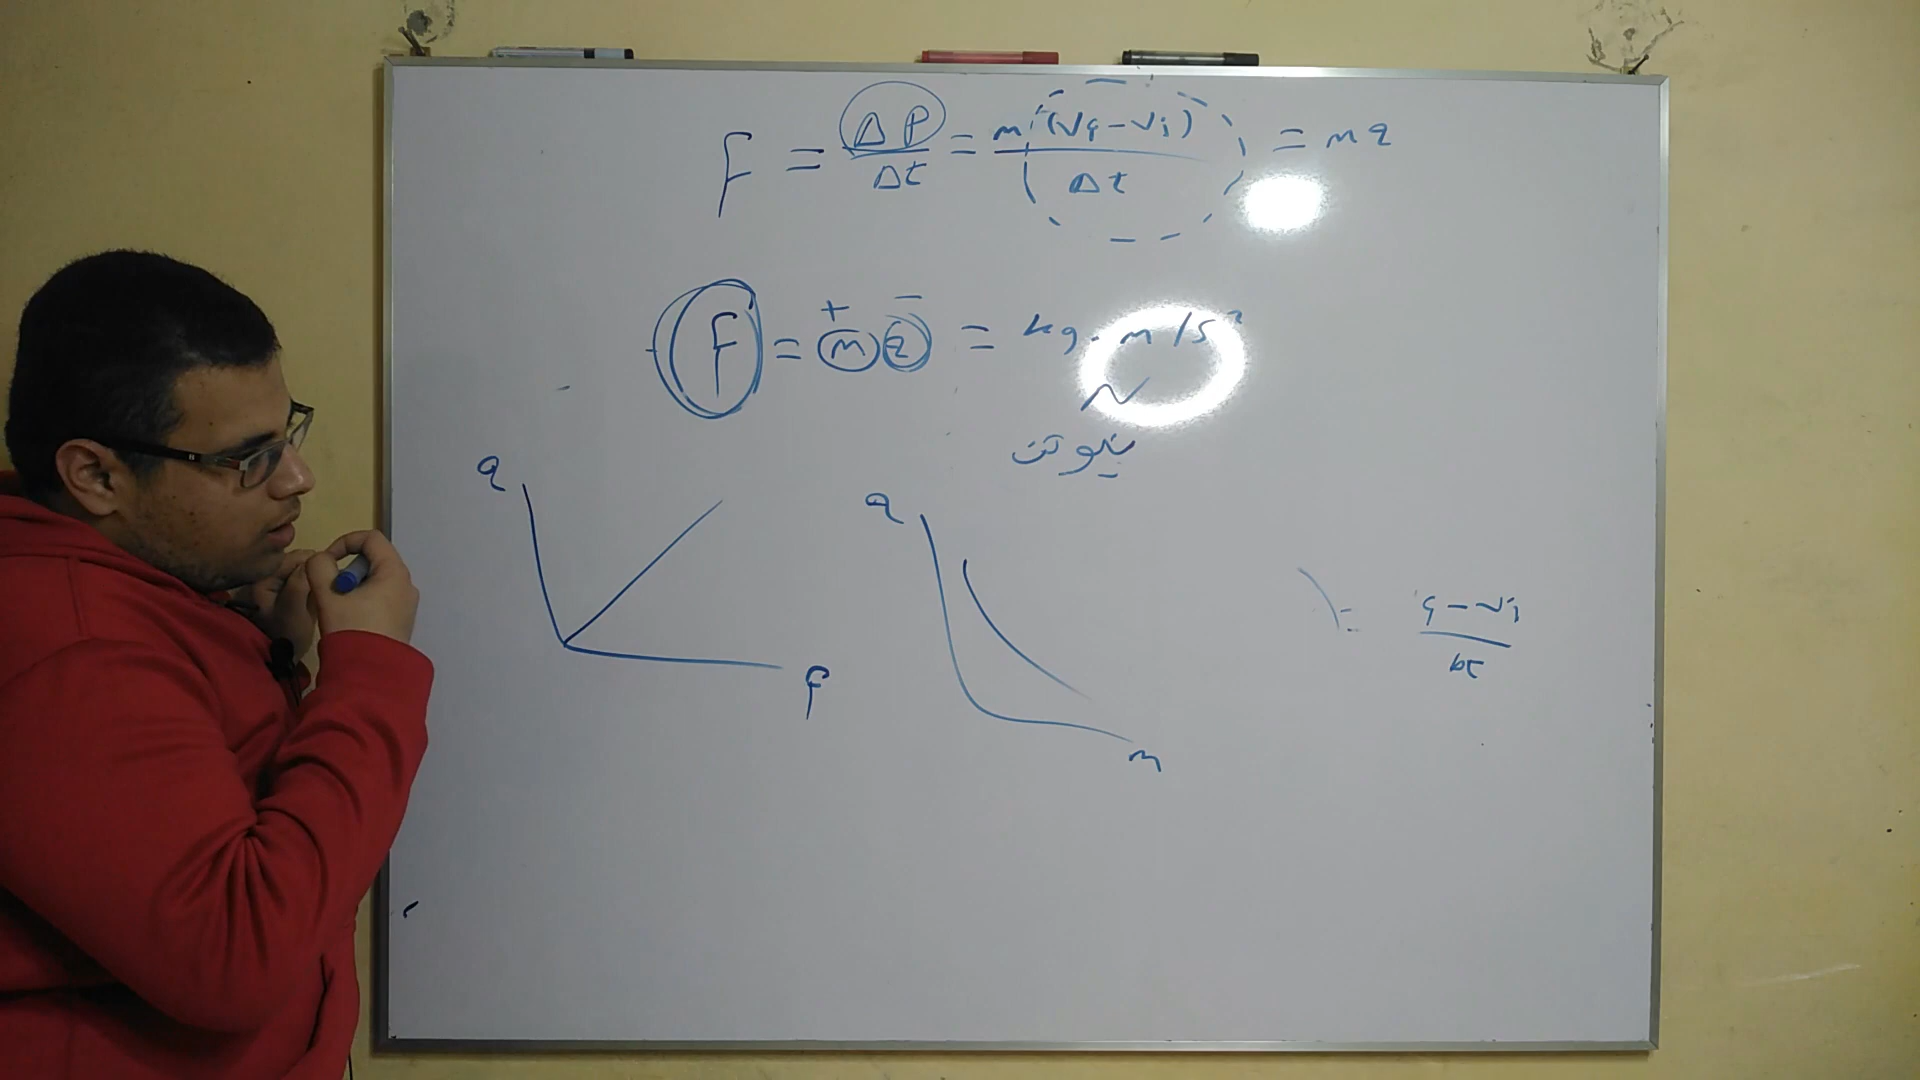 F = ΔP/Δt = m(Vf-Vi)/Δt = ma
F = ma = kg.m/s²
+ -
N
نيوتن
a
F
a
m
= f-Vi/Δt